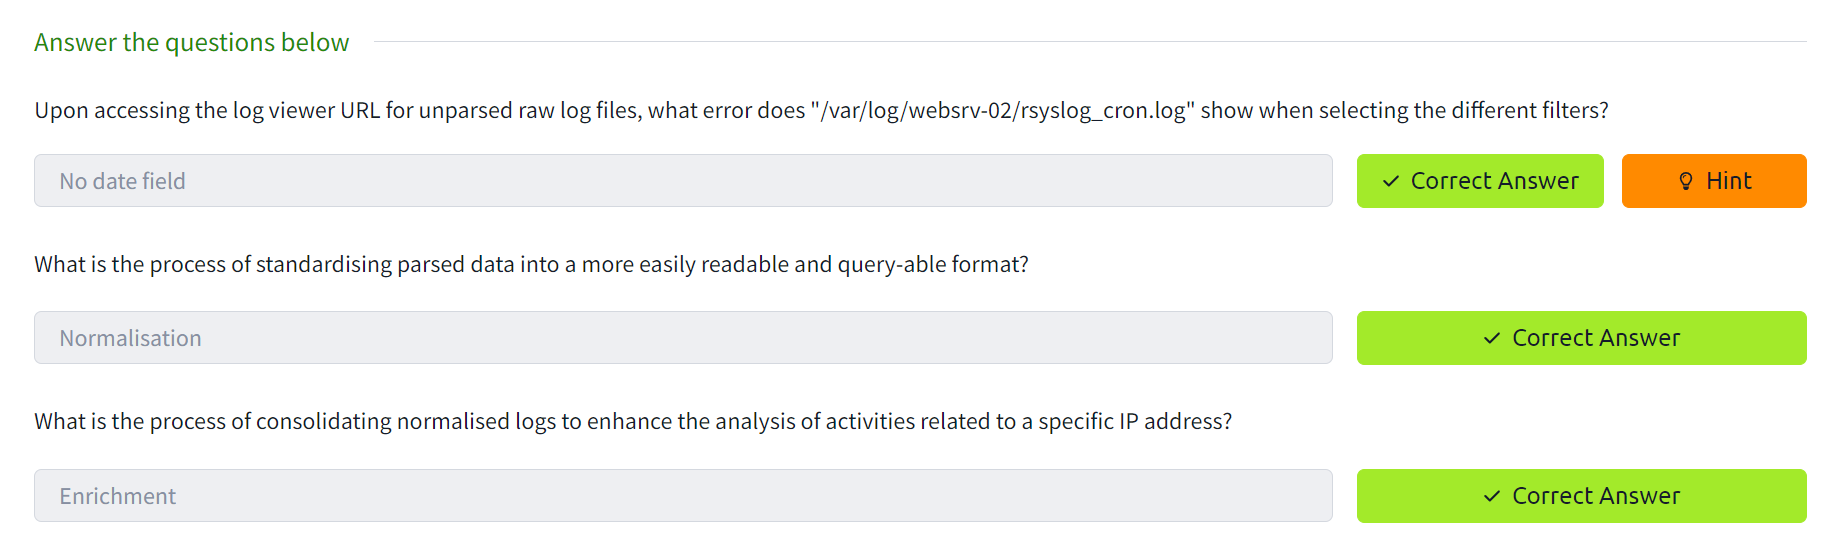 Answer the questions below
Upon accessing the log viewer URL for unparsed raw log files, what error does "/var/log/websrv-02/rsyslog_cron.log" show when selecting the different filters?
No date field
Correct Answer
Hint
What is the process of standardising parsed data into a more easily readable and query-able format?
Normalisation
Correct Answer
What is the process of consolidating normalised logs to enhance the analysis of activities related to a specific IP address?
Enrichment
Correct Answer